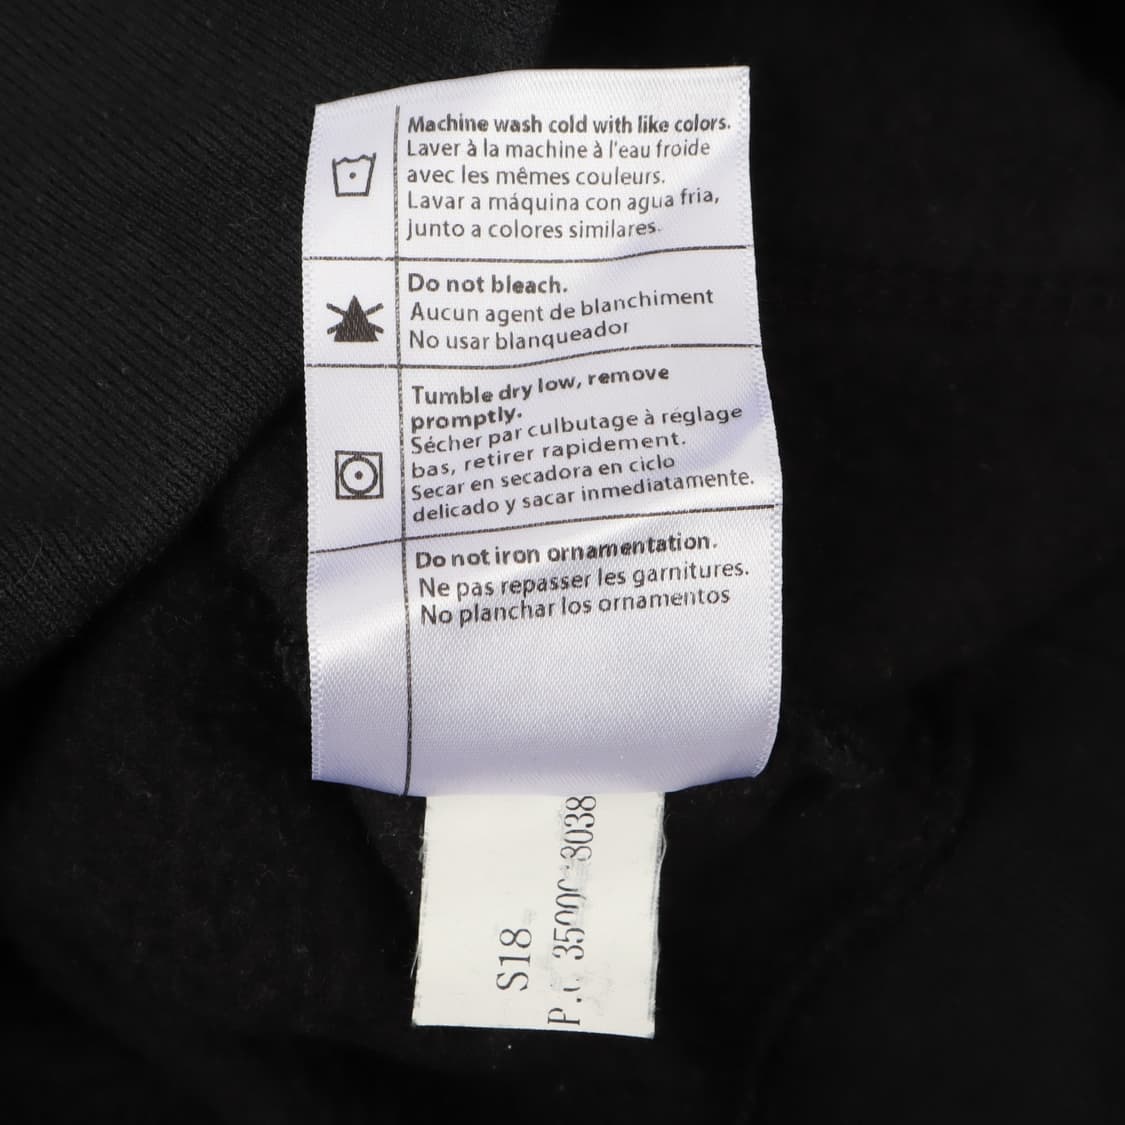 Machine wash cold with like colors.
Laver à la machine à l'eau froide
avec les mêmes couleurs.
Lavar a máquina con agua fria,
junto a colores similares.
Do not bleach.
Aucun agent de blanchiment
No usar blanqueador
Tumble dry low, remove
promptly.
Sécher par culbutage à réglage
bas, retirer rapidement.
Secar en secadora en ciclo
delicado y sacar inmediatamente.
Do not iron ornamentation.
Ne pas repasser les garnitures.
No planchar los ornamentos
S18